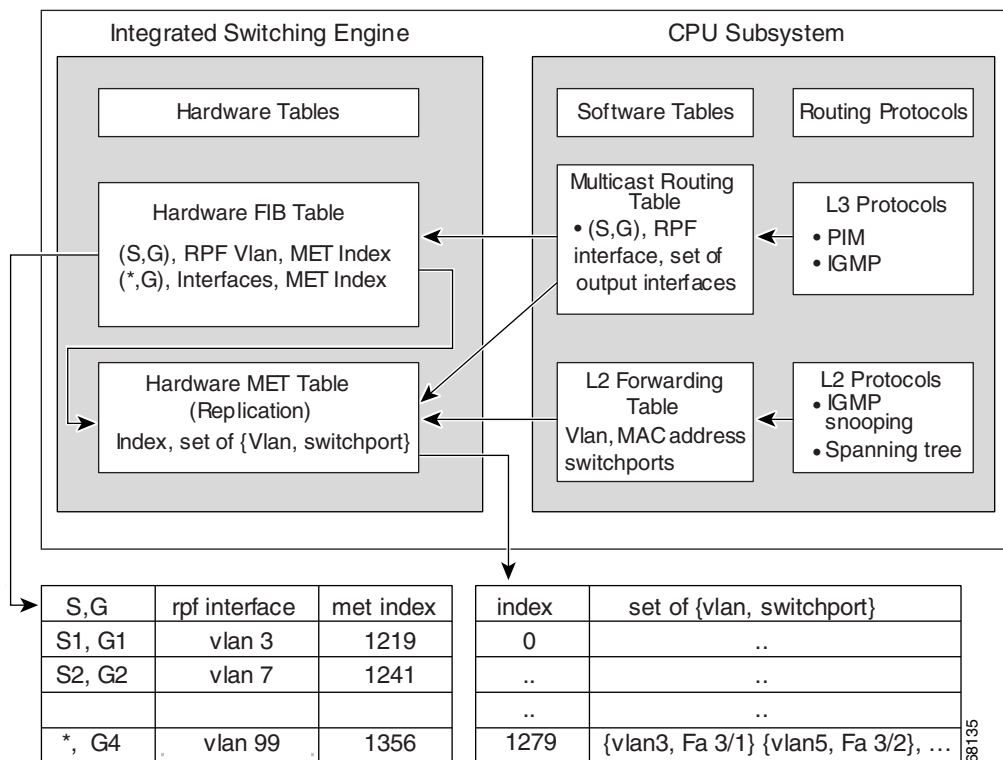 Integrated Switching Engine
CPU Subsystem
Hardware Tables
Software Tables
Routing Protocols
Hardware FIB Table
(S,G), RPF Vlan, MET Index
(*,G), Interfaces, MET Index
Multicast Routing
Table
• (S,G), RPF
interface, set of
output interfaces
L3 Protocols
• PIM
• IGMP
Hardware MET Table
(Replication)
Index, set of {Vlan, switchport}
L2 Forwarding
Table
Vlan, MAC address
switchports
L2 Protocols
• IGMP
snooping
• Spanning tree
S,G rpf interface met index
S1, G1 vlan 3 1219
S2, G2 vlan 7 1241
*, G4 vlan 99 1356
index set of {vlan, switchport}
0 ..
.. ..
.. ..
1279 {vlan3, Fa 3/1} {vlan5, Fa 3/2}, …
68135